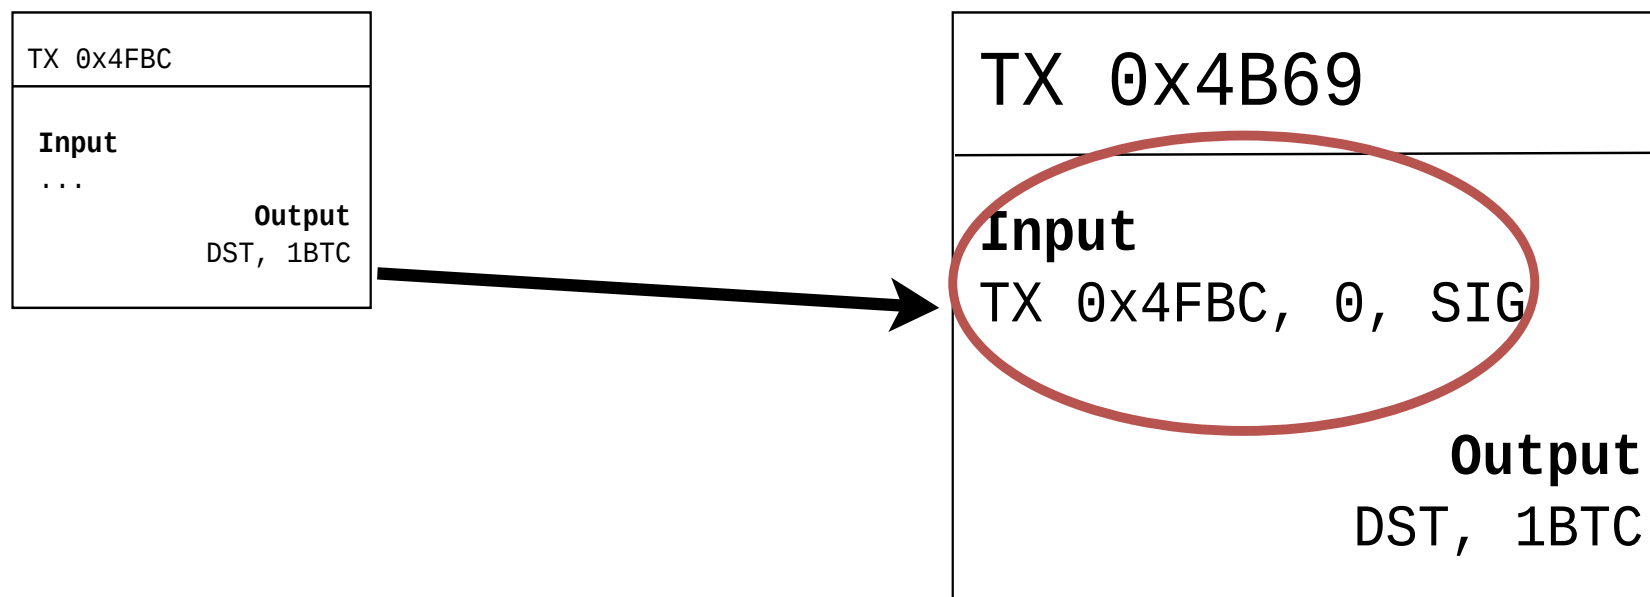 TX 0x4FBC
Input
...
Output
DST, 1BTC
TX 0x4B69
Input
TX 0x4FBC, 0, SIG
Output
DST, 1BTC